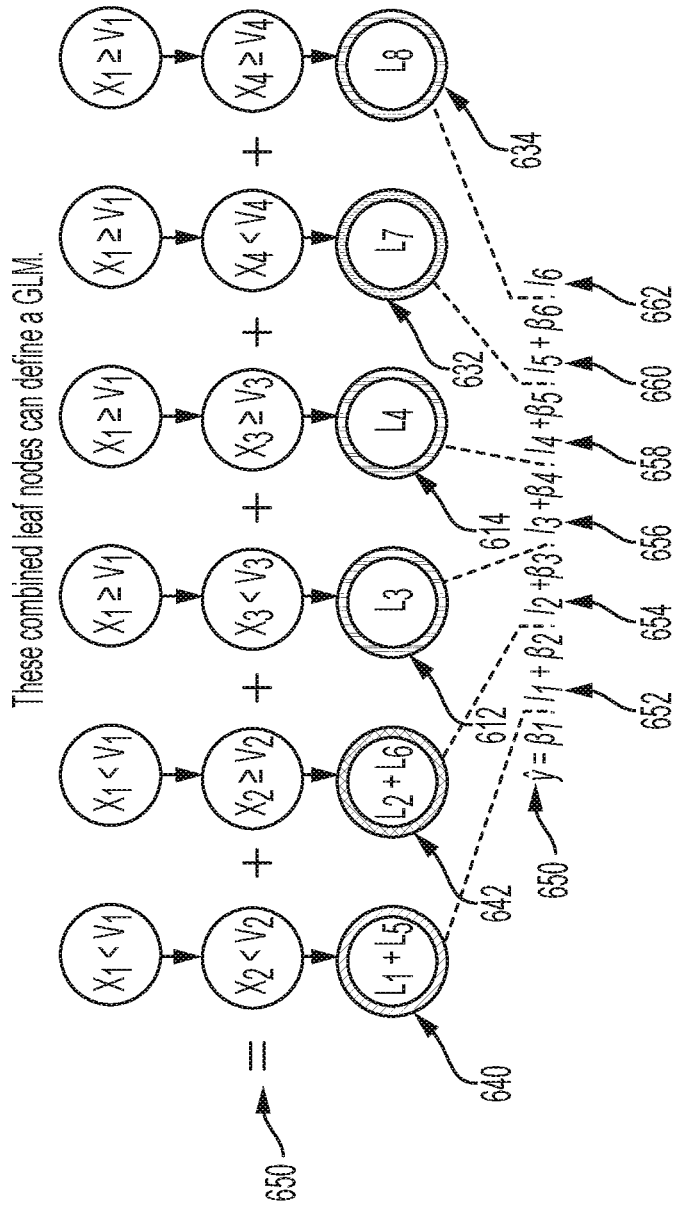 These combined leaf nodes can define a GLM.
X1 < V1 X1 < V1 X1 ≥ V1 X1 ≥ V1 X1 ≥ V1 X1 ≥ V1
650 = X2 < V2 + X2 ≥ V2 + X3 < V3 + X3 ≥ V3 + X4 < V4 + X4 ≥ V4
L1 + L5 L2 + L6 L3 L4 L7 L8
640 642 612 614 632 634
650 ŷ = β1 l1 + β2 l2 + β3 l3 + β4 l4 + β5 l5 + β6 l6
652 654 656 658 660 662